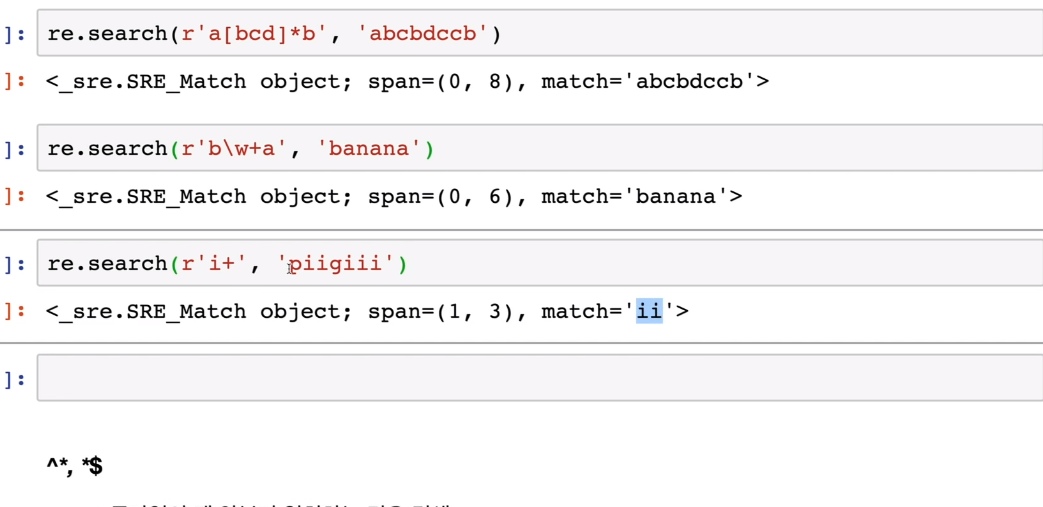 ]: re.search(r'a[bcd]*b', 'abcbdccb')
]: <_sre.SRE_Match object; span=(0, 8), match='abcbdccb'>
]: re.search(r'b\w+a', 'banana')
]: <_sre.SRE_Match object; span=(0, 6), match='banana'>
]: re.search(r'i+', 'piigiii')
]: <_sre.SRE_Match object; span=(1, 3), match='ii'>
]:
^*, *$